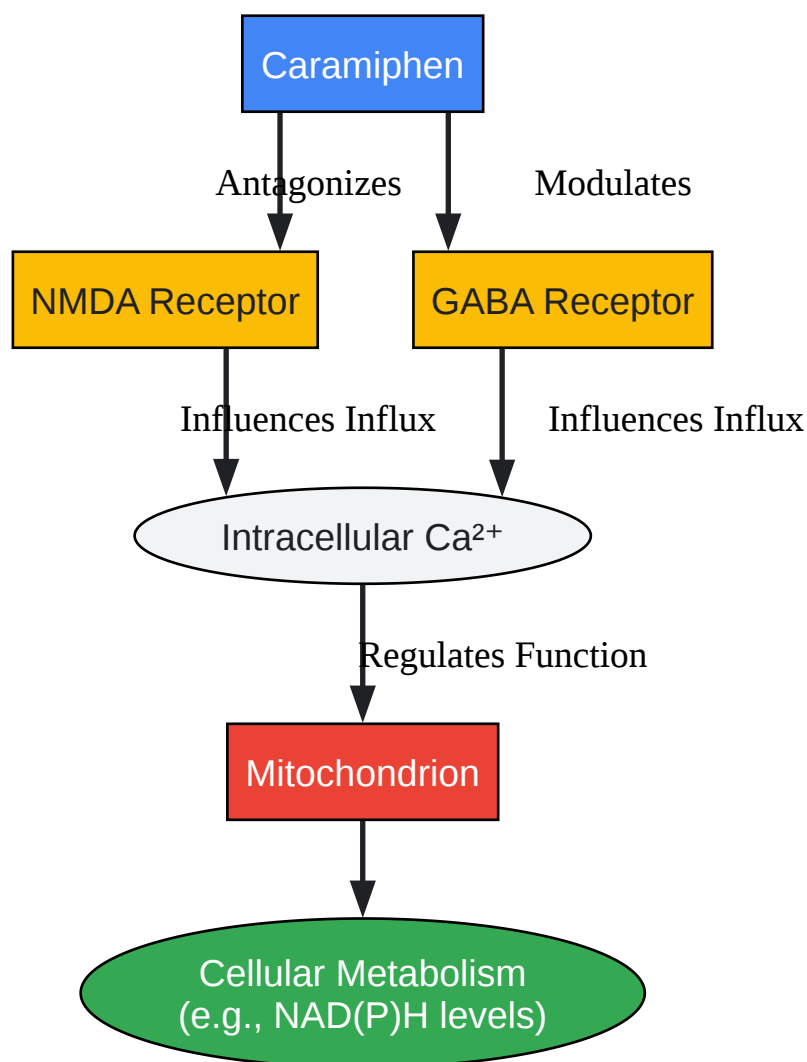 Caramiphen
Antagonizes
Modulates
NMDA Receptor
GABA Receptor
Influences Influx
Influences Influx
Intracellular Ca²⁺
Regulates Function
Mitochondrion
Cellular Metabolism
(e.g., NAD(P)H levels)